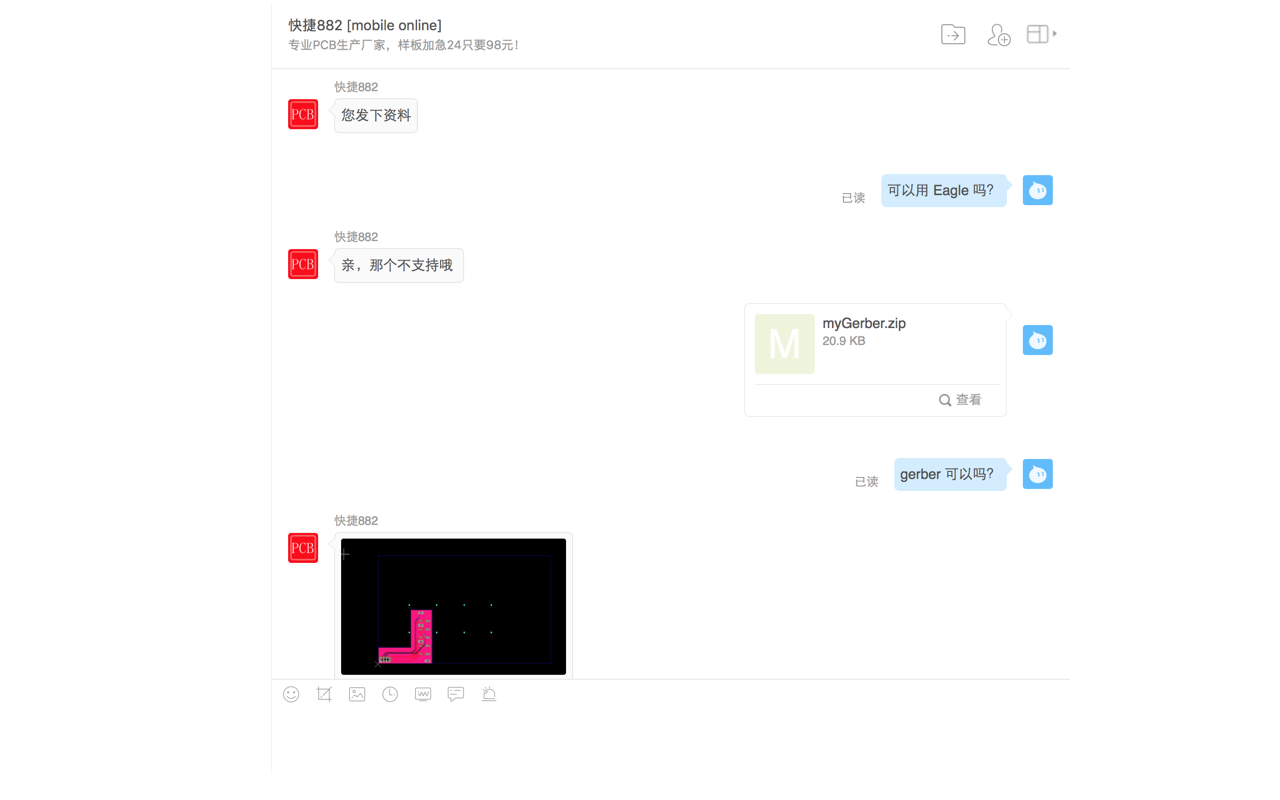 快捷882 [mobile online]
专业PCB生产厂家，样板加急24只要98元！
快捷882
PCB
您发下资料
已读
可以用 Eagle 吗？
快捷882
PCB
亲，那个不支持哦
M
myGerber.zip
20.9 KB
查看
已读
gerber 可以吗？
快捷882
PCB